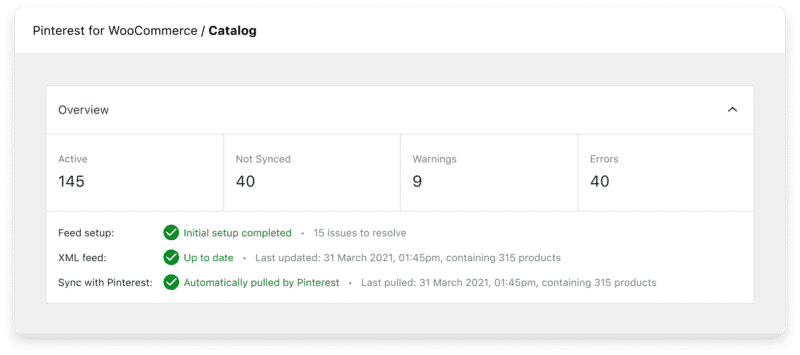 Pinterest for WooCommerce / Catalog
Overview
Active
145
Not Synced
40
Warnings
9
Errors
40
Feed setup: Initial setup completed • 15 issues to resolve
XML feed: Up to date • Last updated: 31 March 2021, 01:45pm, containing 315 products
Sync with Pinterest: Automatically pulled by Pinterest • Last pulled: 31 March 2021, 01:45pm, containing 315 products